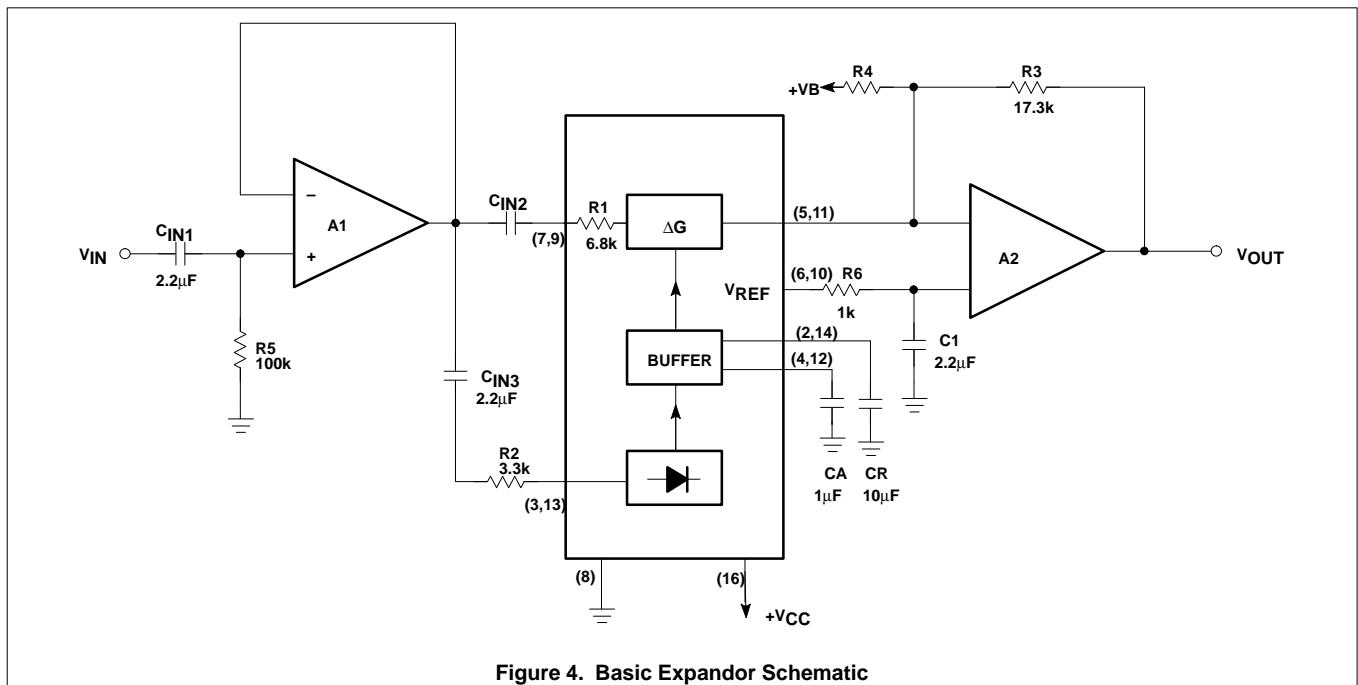 R4
R3
+VB
17.3k
–
A1
+
CIN1
VIN
2.2μF
R5
100k
CIN2
(7,9)
R1
6.8k
ΔG
(5,11)
A2
VOUT
VREF
(6,10)
R6
1k
C1
2.2μF
BUFFER
(2,14)
(4,12)
CIN3
2.2μF
R2
3.3k
(3,13)
CA
1μF
CR
10μF
(8)
(16)
+VCC
Figure 4. Basic Expandor Schematic